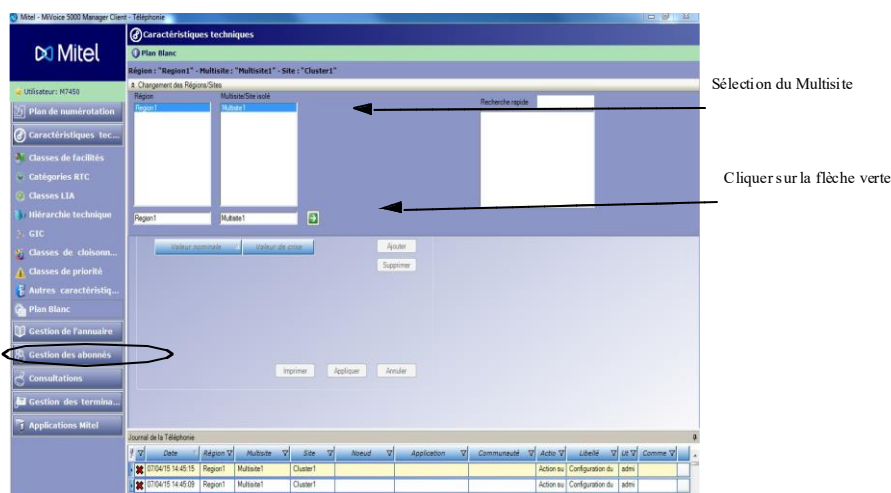 Mitel - MiVoice 5000 Manager Client - Téléphonie
Mitel
Utilisateur: M7450
Plan de numérotation
Caractéristiques tec...
Classes de facilités
Catégories RTC
Classes LIA
Hiérarchie technique
GIC
Classes de cloisonn...
Classes de priorité
Autres caractéristiq...
Plan Blanc
Gestion de l'annuaire
Gestion des abonnés
Consultations
Gestion des termina...
Applications Mitel
Caractéristiques techniques
Plan Blanc
Région : "Region1" - Multisite : "Multisite1" - Site : "Cluster1"
Changement des Régions/Sites
Région Multisite/Site isolé
Region1 Multisite1
Recherche rapide
Region1 Multisite1
Valeur nominale Valeur de crise
Ajouter
Supprimer
Imprimer Appliquer Annuler
Journal de la Téléphonie
Date Région Multisite Site Noeud Application Communauté Actio Libellé Ut Comme
07/04/15 14:45:15 Region1 Multisite1 Cluster1 Action su Configuration du admi
07/04/15 14:45:09 Region1 Multisite1 Cluster1 Action su Configuration du admi
Sélection du Multisite
Cliquer sur la flèche verte